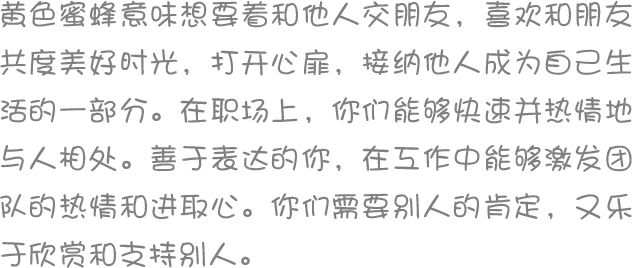 黄色蜜蜂意味想要着和他人交朋友，喜欢和朋友
共度美好时光，打开心扉，接纳他人成为自己生
活的一部分。在职场上，你们能够快速并热情地
与人相处。善于表达的你，在工作中能够激发团
队的热情和进取心。你们需要别人的肯定，又乐
于欣赏和支持别人。